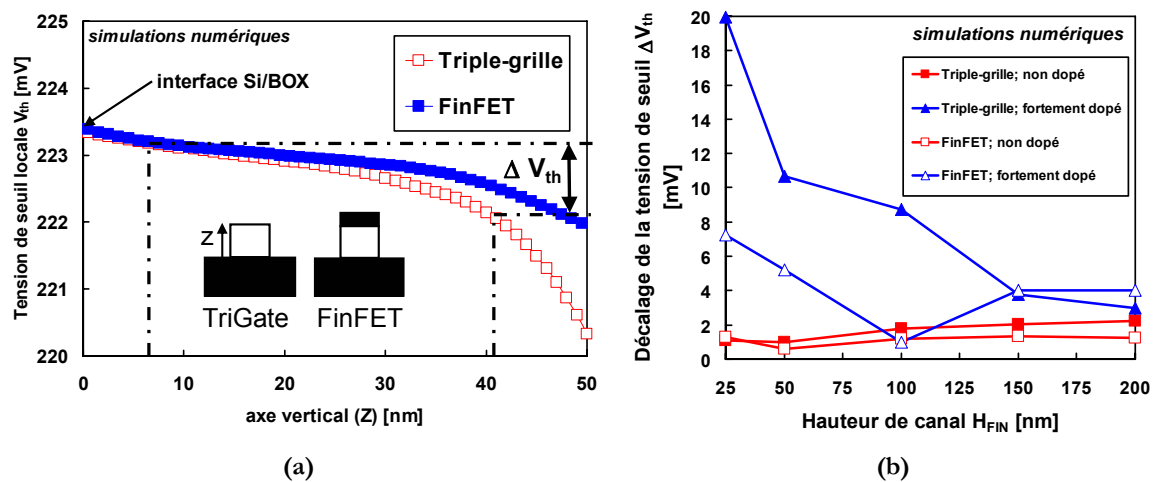 225
224
223
222
221
220
Tension de seuil locale Vth [mV]
simulations numériques
interface Si/BOX
Triple-grille
FinFET
Δ Vth
Z
TriGate
FinFET
0
10
20
30
40
50
axe vertical (Z) [nm]
(a)
20
18
16
14
12
10
8
6
4
2
0
Décalage de la tension de seuil ΔVth
[mV]
simulations numériques
Triple-grille; non dopé
Triple-grille; fortement dopé
FinFET; non dopé
FinFET; fortement dopé
25
50
75
100
125
150
175
200
Hauteur de canal HFIN [nm]
(b)